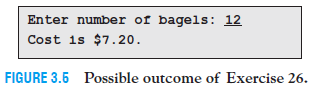 Enter number of bagels: 12
Cost is $7.20.
FIGURE 3.5 Possible outcome of Exercise 26.